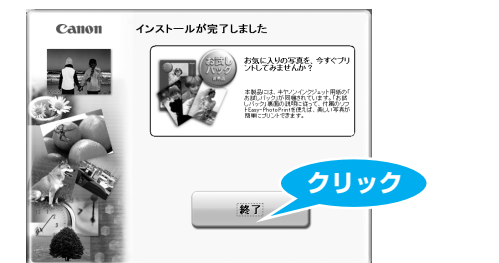 Canon
インストールが完了しました
お試し
パック
お気に入りの写真を、今すぐプリ
ントしてみませんか？
本製品には、キヤノンインクジェット用紙の「
お試しパック」が同梱されています。「お試
しパック」裏面の説明に従って、付属のソフ
トEasy-PhotoPrintを使えば、美しい写真が
簡単にプリントできます。
クリック
終了